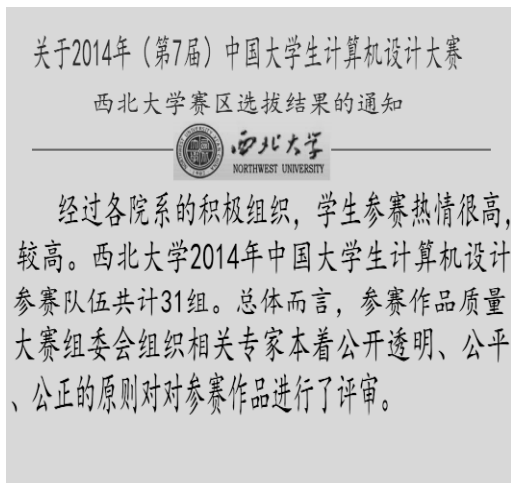 关于2014年（第7届）中国大学生计算机设计大赛
西北大学赛区选拔结果的通知
西北大学
NORTHWEST UNIVERSITY
经过各院系的积极组织，学生参赛热情很高，
较高。西北大学2014年中国大学生计算机设计
参赛队伍共计31组。总体而言，参赛作品质量
大赛组委会组织相关专家本着公开透明、公平
、公正的原则对对参赛作品进行了评审。